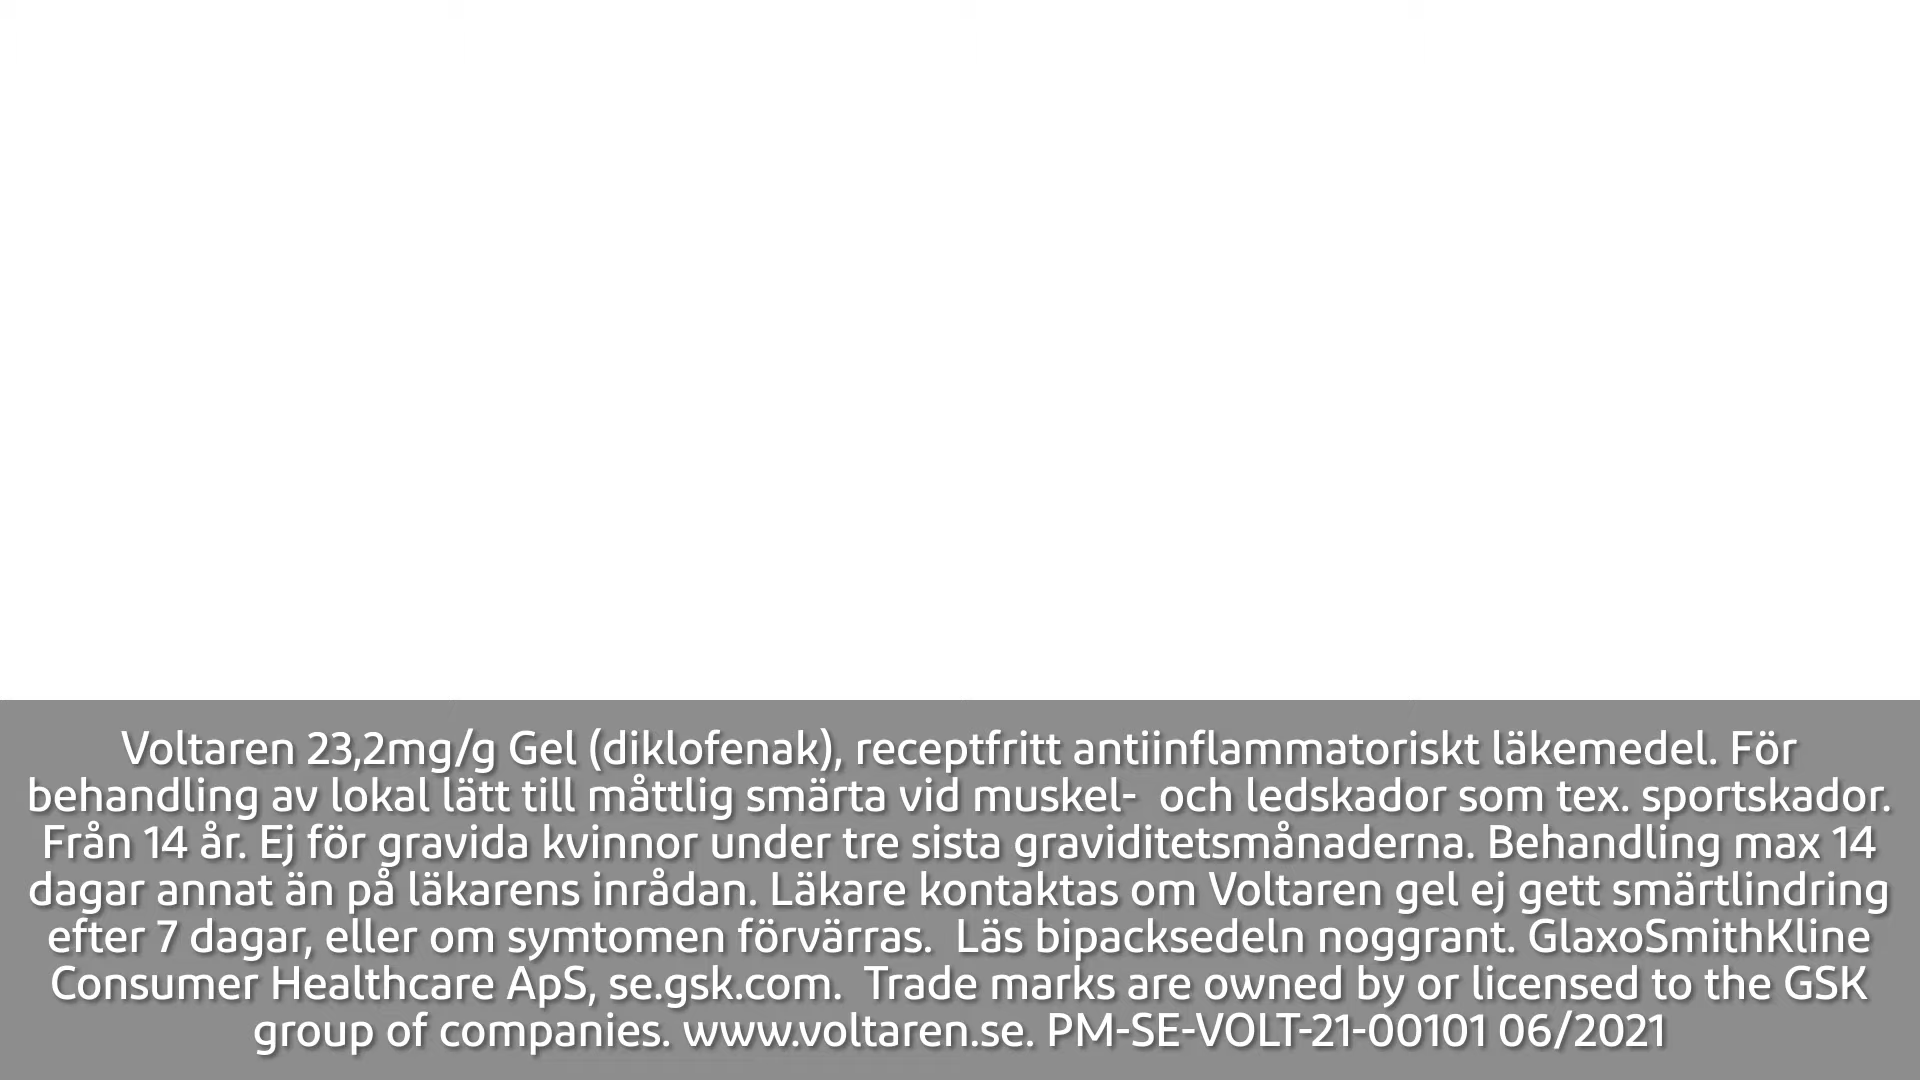 Voltaren 23,2mg/g Gel (diklofenak), receptfritt antiinflammatoriskt läkemedel. För
behandling av lokal lätt till måttlig smärta vid muskel-  och ledskador som tex. sportskador.
Från 14 år. Ej för gravida kvinnor under tre sista graviditetsmånaderna. Behandling max 14
dagar annat än på läkarens inrådan. Läkare kontaktas om Voltaren gel ej gett smärtlindring
efter 7 dagar, eller om symtomen förvärras.  Läs bipacksedeln noggrant. GlaxoSmithKline
Consumer Healthcare ApS, se.gsk.com.  Trade marks are owned by or licensed to the GSK
group of companies. www.voltaren.se. PM-SE-VOLT-21-00101 06/2021